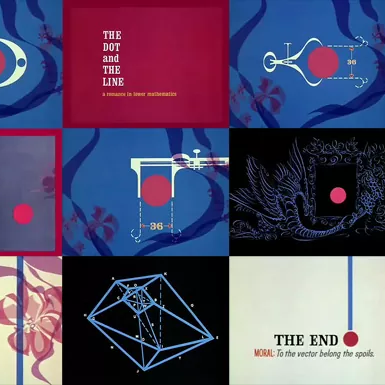 THE
DOT
and
THE
LINE
a romance in lower mathematics
36
36
THE END
MORAL: To the vector belong the spoils.